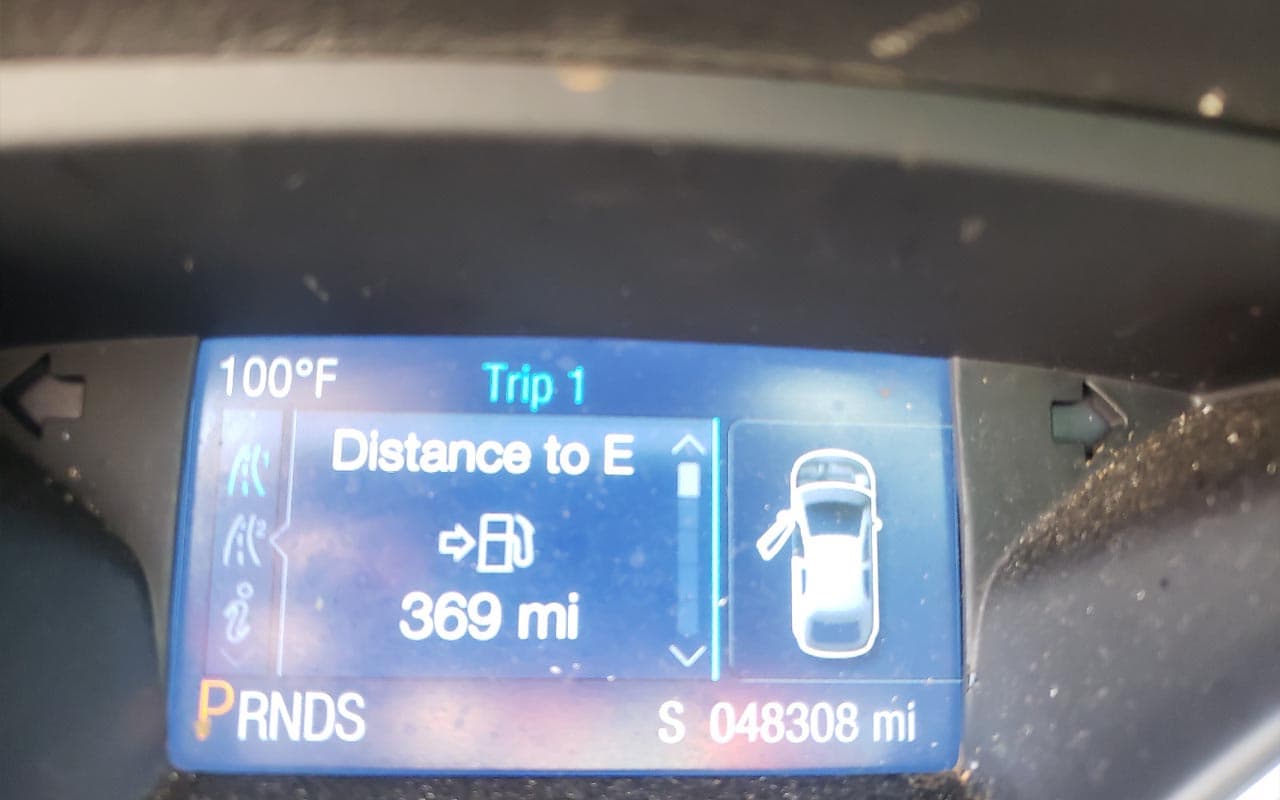 100°F
Trip 1
Distance to E
369 mi
PRNDS
S 048308 mi